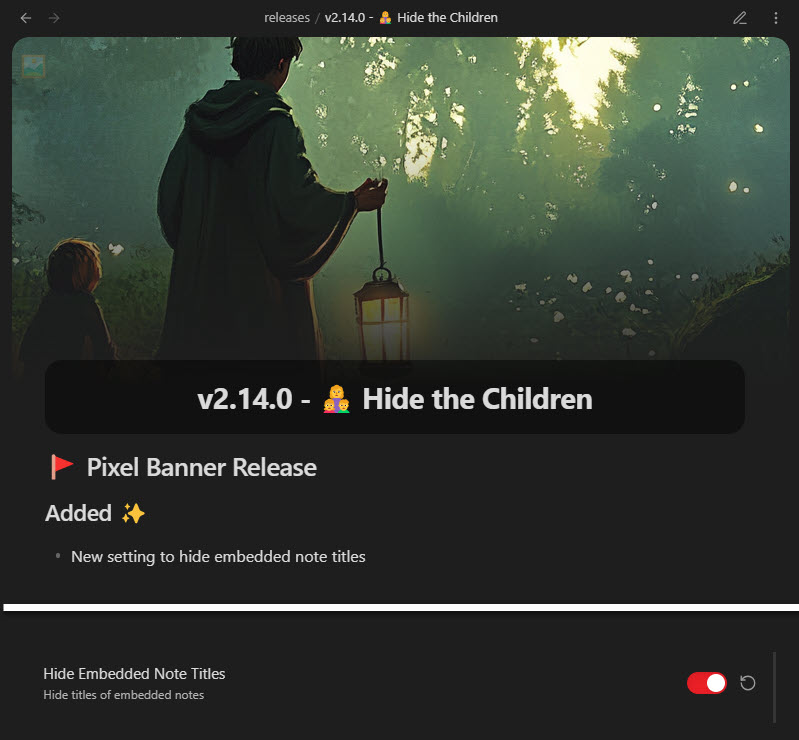 releases / v2.14.0 - 👩‍👧‍👦 Hide the Children
v2.14.0 - 👩‍👧‍👦 Hide the Children
🚩 Pixel Banner Release
Added ✨
• New setting to hide embedded note titles
Hide Embedded Note Titles
Hide titles of embedded notes